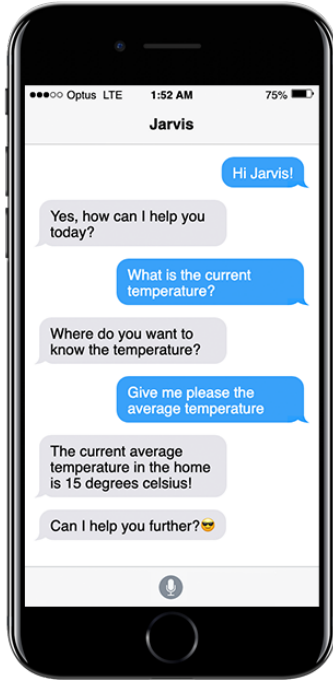 Optus LTE 1:52 AM 75%
Jarvis
Hi Jarvis!
Yes, how can I help you
today?
What is the current
temperature?
Where do you want to
know the temperature?
Give me please the
average temperature
The current average
temperature in the home
is 15 degrees celsius!
Can I help you further?😎